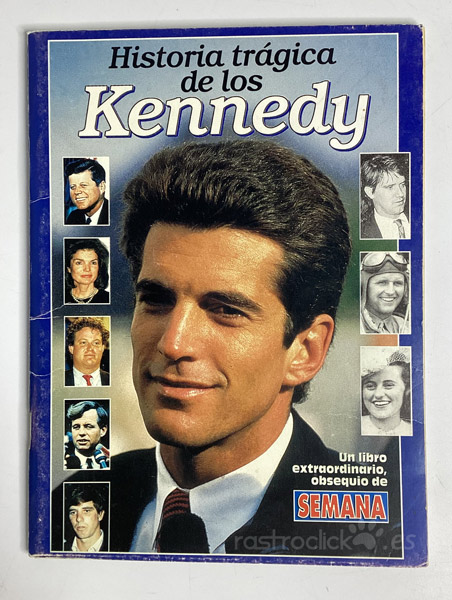 Historia trágica
de los
Kennedy
Un libro
extraordinario,
obsequio de
SEMANA
rastroclick.es